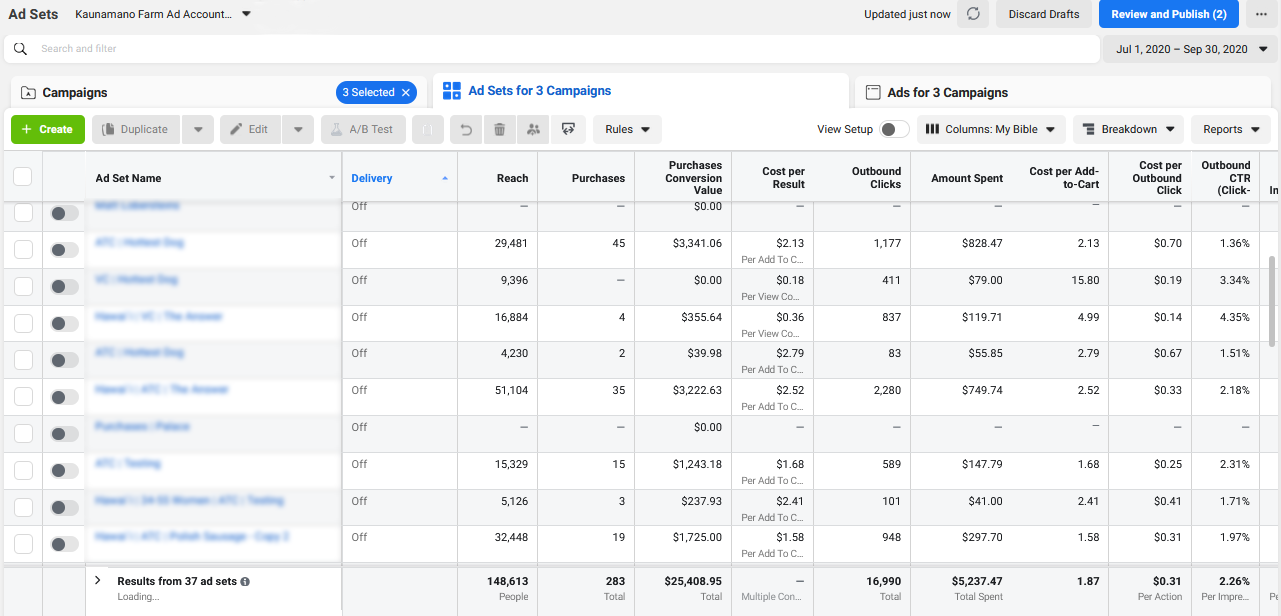 Ad Sets Kaunamano Farm Ad Account... Updated just now Discard Drafts Review and Publish (2)
Search and filter Jul 1, 2020 – Sep 30, 2020
Campaigns 3 Selected Ad Sets for 3 Campaigns Ads for 3 Campaigns
+ Create Duplicate Edit A/B Test Rules View Setup Columns: My Bible Breakdown Reports
Ad Set Name Delivery Reach Purchases Purchases Conversion Value Cost per Result Outbound Clicks Amount Spent Cost per Add-to-Cart Cost per Outbound Click Outbound CTR (Click- In
Off — — $0.00 — — — — — —
Off 29,481 45 $3,341.06 $2.13 1,177 $828.47 2.13 $0.70 1.36%
Per Add To C...
Off 9,396 — $0.00 $0.18 411 $79.00 15.80 $0.19 3.34%
Per View Co...
Off 16,884 4 $355.64 $0.36 837 $119.71 4.99 $0.14 4.35%
Per View Co...
Off 4,230 2 $39.98 $2.79 83 $55.85 2.79 $0.67 1.51%
Per Add To C...
Off 51,104 35 $3,222.63 $2.52 2,280 $749.74 2.52 $0.33 2.18%
Per Add To C...
Off — — $0.00 — — — — — —
Off 15,329 15 $1,243.18 $1.68 589 $147.79 1.68 $0.25 2.31%
Per Add To C...
Off 5,126 3 $237.93 $2.41 101 $41.00 2.41 $0.41 1.71%
Per Add To C...
Off 32,448 19 $1,725.00 $1.58 948 $297.70 1.58 $0.31 1.97%
Per Add To C...
Results from 37 ad sets 148,613 283 $25,408.95 — 16,990 $5,237.47 1.87 $0.31 2.26%
Loading... People Total Total Multiple Con... Total Total Spent Per Action Per Impre... Pe